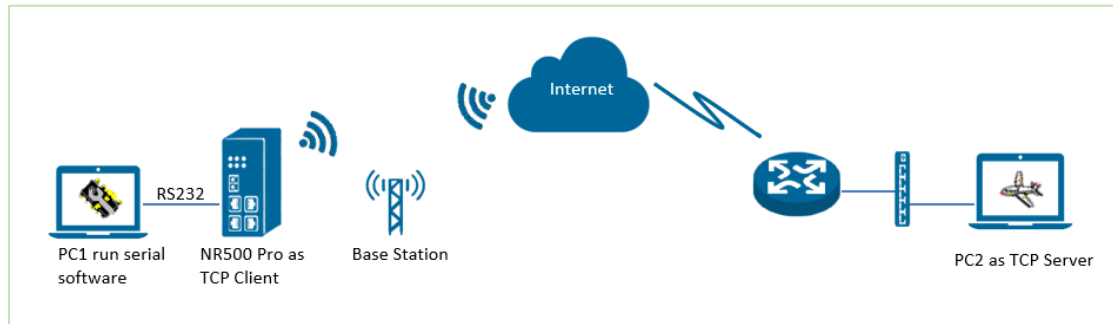 Internet
RS232
PC1 run serial
software
NR500 Pro as
TCP Client
Base Station
PC2 as TCP Server